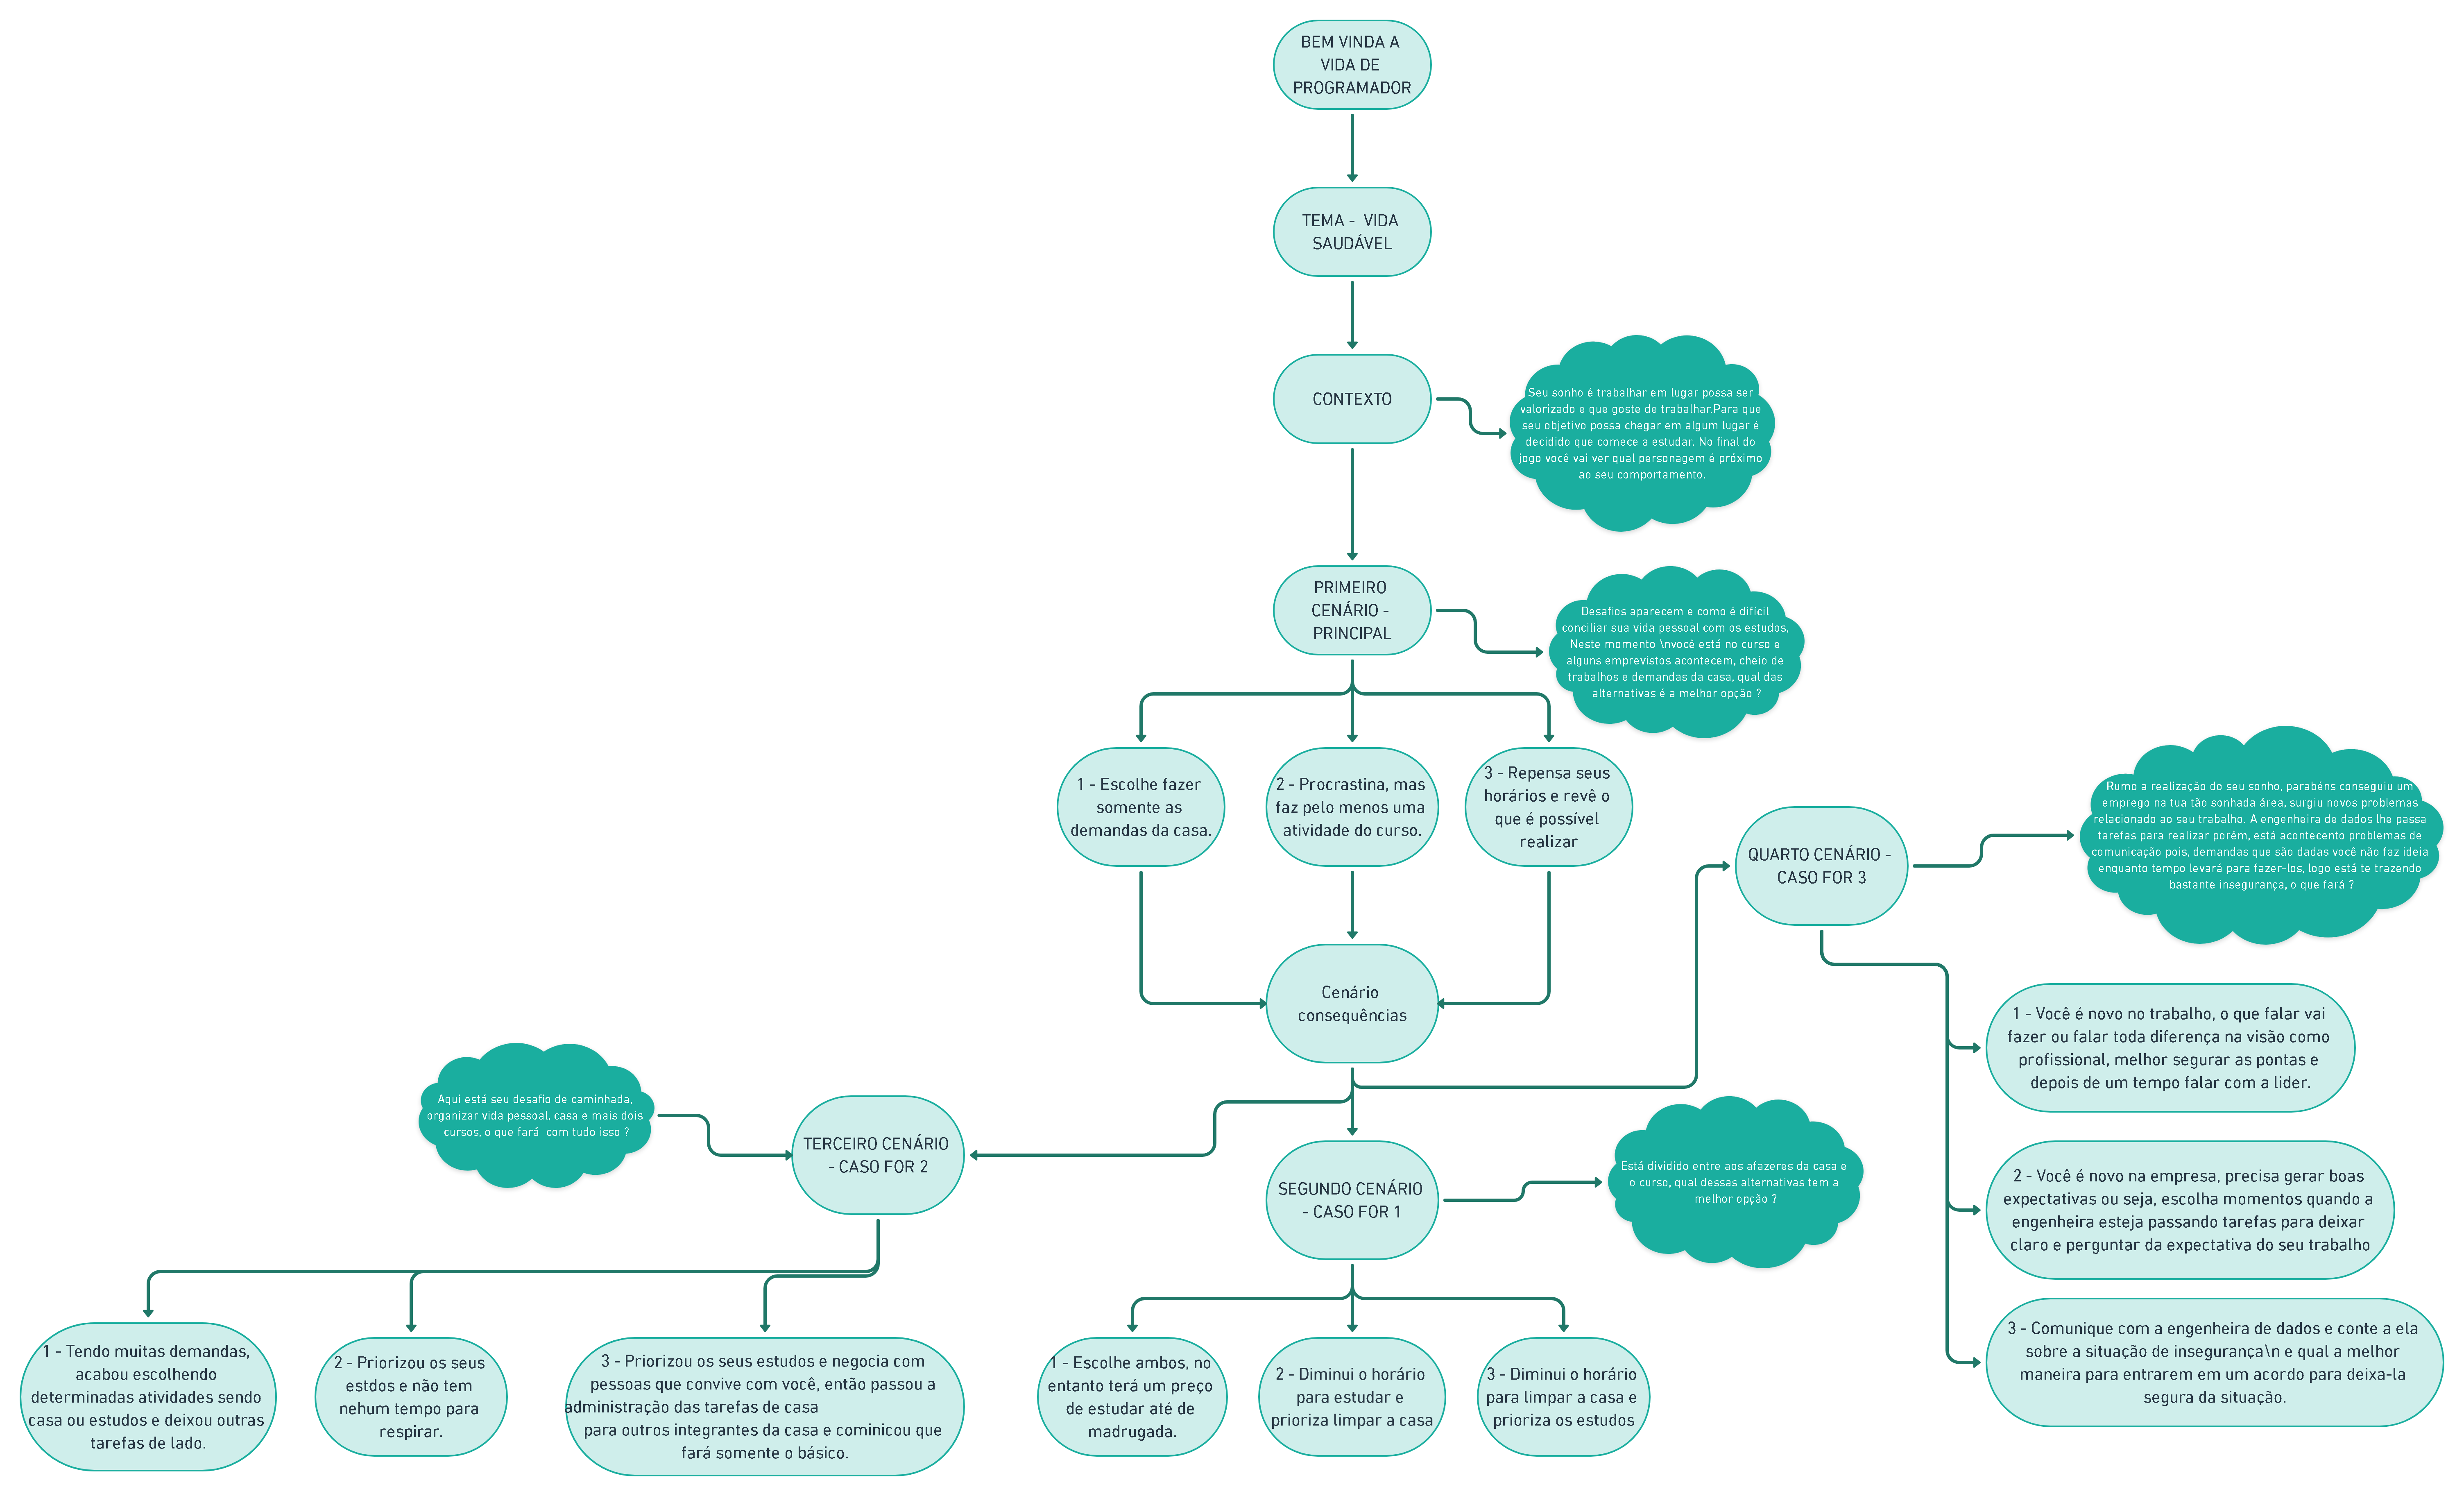 BEM VINDA A
VIDA DE
PROGRAMADOR
TEMA -  VIDA
SAUDÁVEL
CONTEXTO
Seu sonho é trabalhar em lugar possa ser
valorizado e que goste de trabalhar.Para que
seu objetivo possa chegar em algum lugar é
decidido que comece a estudar. No final do
jogo você vai ver qual personagem é próximo
ao seu comportamento.
PRIMEIRO
CENÁRIO -
PRINCIPAL
Desafios aparecem e como é difícil
conciliar sua vida pessoal com os estudos,
Neste momento \nvocê está no curso e
alguns emprevistos acontecem, cheio de
trabalhos e demandas da casa, qual das
alternativas é a melhor opção ?
1 - Escolhe fazer
somente as
demandas da casa.
2 - Procrastina, mas
faz pelo menos uma
atividade do curso.
3 - Repensa seus
horários e revê o
que é possível
realizar
Cenário
consequências
QUARTO CENÁRIO -
CASO FOR 3
Rumo a realização do seu sonho, parabéns conseguiu um
emprego na tua tão sonhada área, surgiu novos problemas
relacionado ao seu trabalho. A engenheira de dados lhe passa
tarefas para realizar porém, está acontecento problemas de
comunicação pois, demandas que são dadas você não faz ideia
enquanto tempo levará para fazer-los, logo está te trazendo
bastante insegurança, o que fará ?
1 - Você é novo no trabalho, o que falar vai
fazer ou falar toda diferença na visão como
profissional, melhor segurar as pontas e
depois de um tempo falar com a lider.
2 - Você é novo na empresa, precisa gerar boas
expectativas ou seja, escolha momentos quando a
engenheira esteja passando tarefas para deixar
claro e perguntar da expectativa do seu trabalho
3 - Comunique com a engenheira de dados e conte a ela
sobre a situação de insegurança\n e qual a melhor
maneira para entrarem em um acordo para deixa-la
segura da situação.
Aqui está seu desafio de caminhada,
organizar vida pessoal, casa e mais dois
cursos, o que fará  com tudo isso ?
TERCEIRO CENÁRIO
- CASO FOR 2
1 - Tendo muitas demandas,
acabou escolhendo
determinadas atividades sendo
casa ou estudos e deixou outras
tarefas de lado.
2 - Priorizou os seus
estdos e não tem
nehum tempo para
respirar.
3 - Priorizou os seus estudos e negocia com
pessoas que convive com você, então passou a
administração das tarefas de casa
para outros integrantes da casa e cominicou que
fará somente o básico.
SEGUNDO CENÁRIO
- CASO FOR 1
Está dividido entre aos afazeres da casa e
o curso, qual dessas alternativas tem a
melhor opção ?
1 - Escolhe ambos, no
entanto terá um preço
de estudar até de
madrugada.
2 - Diminui o horário
para estudar e
prioriza limpar a casa
3 - Diminui o horário
para limpar a casa e
prioriza os estudos